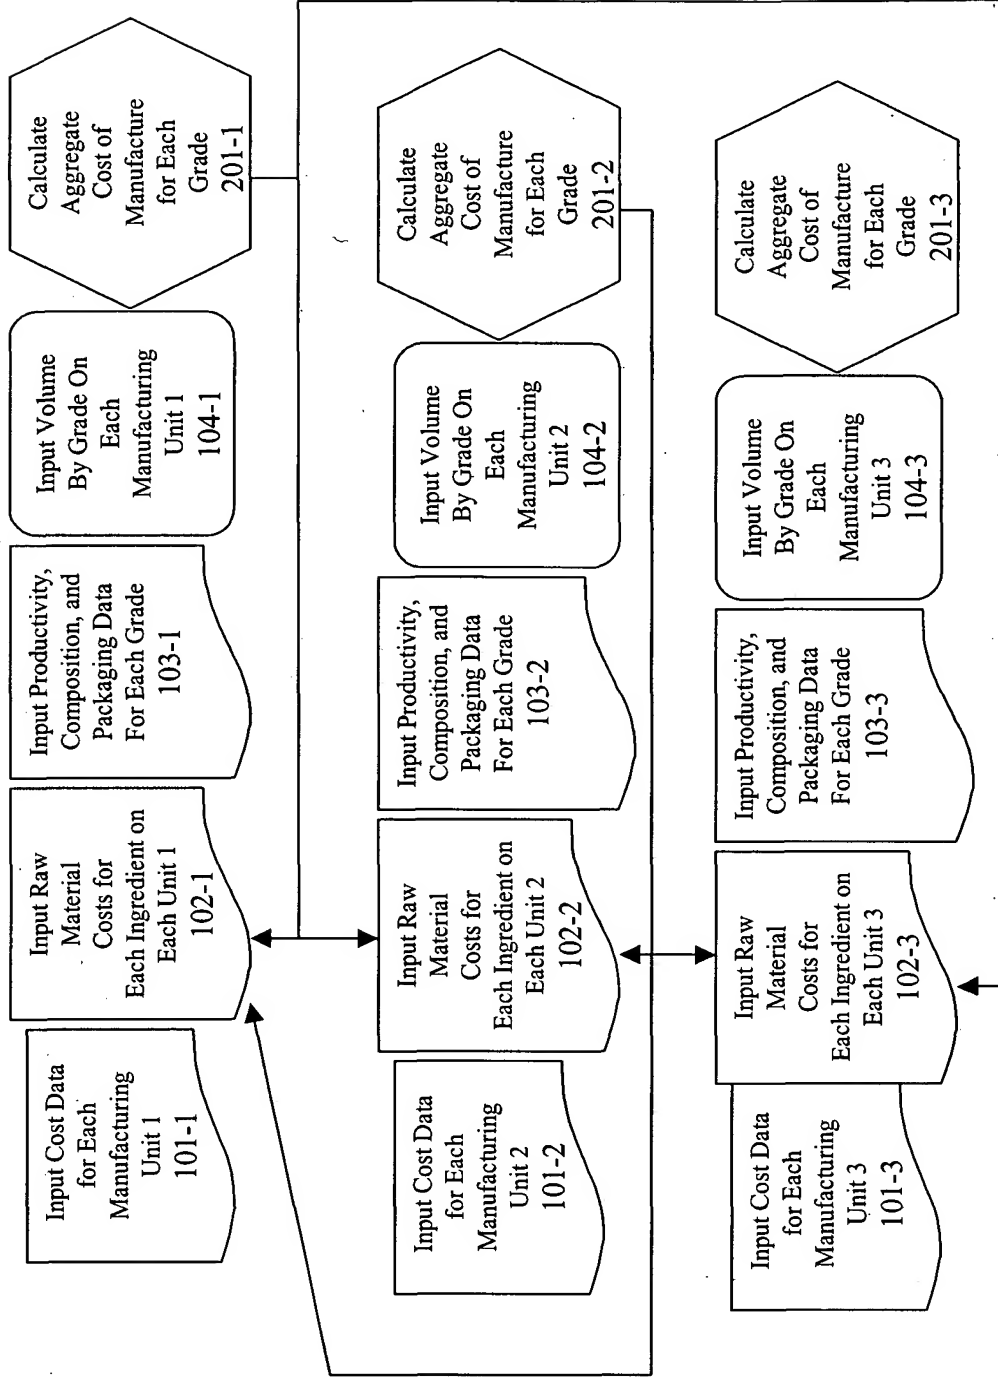 Input Cost Data
for Each
Manufacturing
Unit 1
101-1
Input Raw
Material
Costs for
Each Ingredient on
Each Unit 1
102-1
Input Productivity,
Composition, and
Packaging Data
For Each Grade
103-1
Input Volume
By Grade On
Each
Manufacturing
Unit 1
104-1
Calculate
Aggregate
Cost of
Manufacture
for Each
Grade
201-1
Input Cost Data
for Each
Manufacturing
Unit 2
101-2
Input Raw
Material
Costs for
Each Ingredient on
Each Unit 2
102-2
Input Productivity,
Composition, and
Packaging Data
For Each Grade
103-2
Input Volume
By Grade On
Each
Manufacturing
Unit 2
104-2
Calculate
Aggregate
Cost of
Manufacture
for Each
Grade
201-2
Input Cost Data
for Each
Manufacturing
Unit 3
101-3
Input Raw
Material
Costs for
Each Ingredient on
Each Unit 3
102-3
Input Productivity,
Composition, and
Packaging Data
For Each Grade
103-3
Input Volume
By Grade On
Each
Manufacturing
Unit 3
104-3
Calculate
Aggregate
Cost of
Manufacture
for Each
Grade
201-3